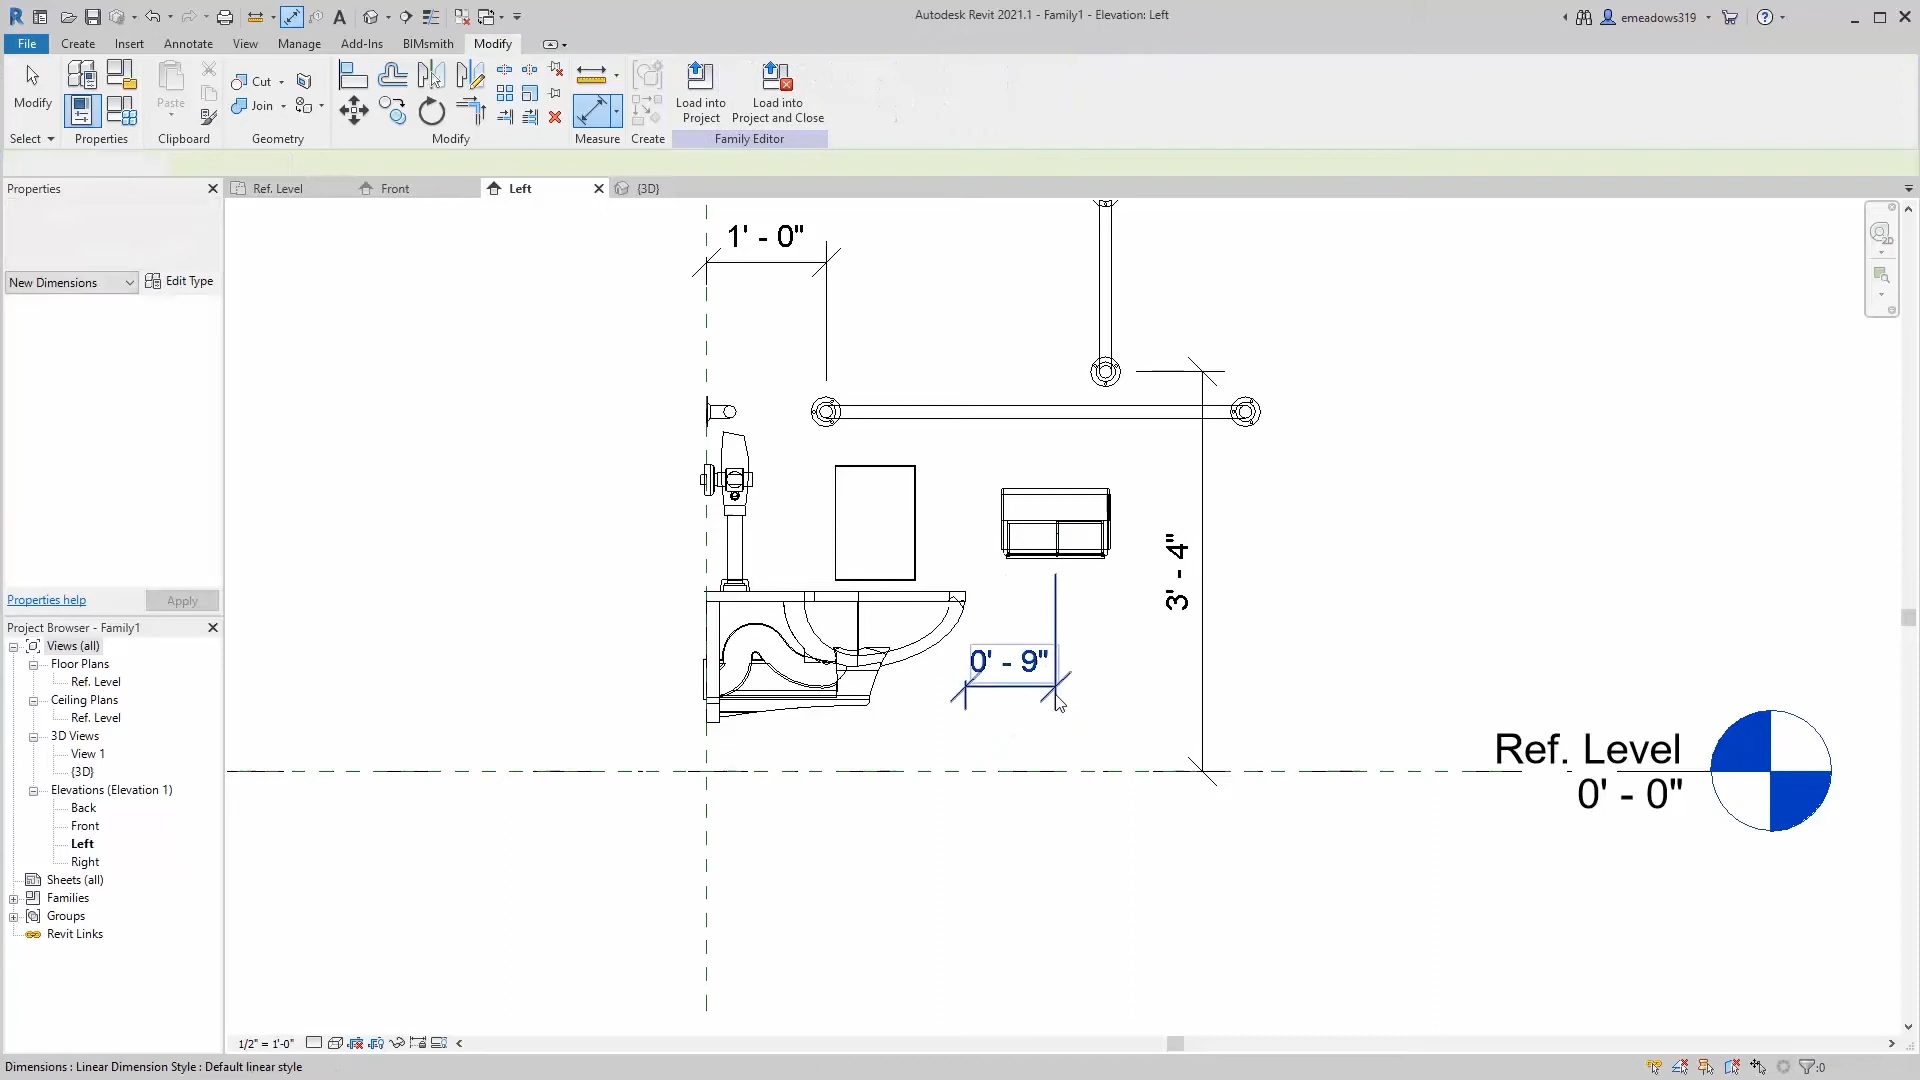 Autodesk Revit 2021.1 - Family1 - Elevation: Left
emeadows319
File
Create
Insert
Annotate
View
Manage
Add-Ins
BIMsmith
Modify
Modify
Paste
Cut
Join
Load into
Project
Load into
Project and Close
Select
Properties
Clipboard
Geometry
Modify
Measure
Create
Family Editor
Properties
Ref. Level
Front
Left
{3D}
New Dimensions
Edit Type
Properties help
Apply
Project Browser - Family1
Views (all)
Floor Plans
Ref. Level
Ceiling Plans
Ref. Level
3D Views
View 1
{3D}
Elevations (Elevation 1)
Back
Front
Left
Right
Sheets (all)
Families
Groups
Revit Links
1' - 0"
3' - 4"
0' - 9"
Ref. Level
0' - 0"
2D
1/2" = 1'-0"
Dimensions : Linear Dimension Style : Default linear style
:0